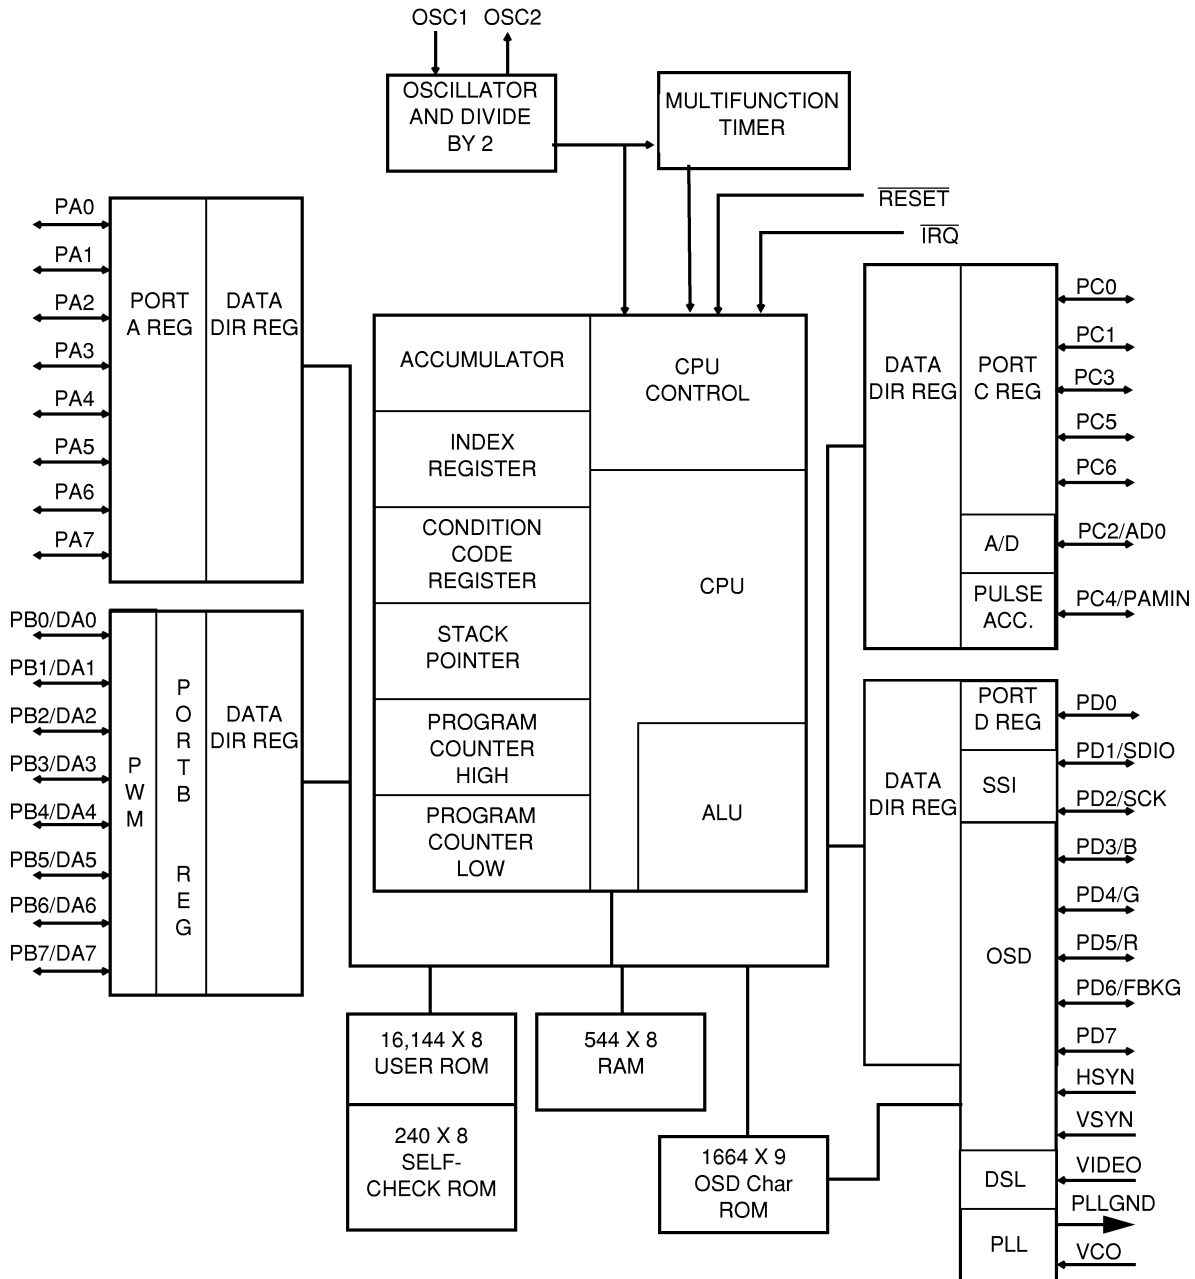 OSC1 OSC2
OSCILLATOR
AND DIVIDE
BY 2
MULTIFUNCTION
TIMER
RESET
IRQ
PA0
PA1
PA2
PA3
PA4
PA5
PA6
PA7
PORT
A REG
DATA
DIR REG
PB0/DA0
PB1/DA1
PB2/DA2
PB3/DA3
PB4/DA4
PB5/DA5
PB6/DA6
PB7/DA7
P
W
M
P
O
R
T
B
R
E
G
DATA
DIR REG
ACCUMULATOR
INDEX
REGISTER
CONDITION
CODE
REGISTER
STACK
POINTER
PROGRAM
COUNTER
HIGH
PROGRAM
COUNTER
LOW
CPU
CONTROL
CPU
ALU
DATA
DIR REG
PORT
C REG
A/D
PULSE
ACC.
PC0
PC1
PC3
PC5
PC6
PC2/AD0
PC4/PAMIN
DATA
DIR REG
PORT
D REG
SSI
OSD
DSL
PLL
PD0
PD1/SDIO
PD2/SCK
PD3/B
PD4/G
PD5/R
PD6/FBKG
PD7
HSYN
VSYN
VIDEO
PLLGND
VCO
16,144 X 8
USER ROM
240 X 8
SELF-
CHECK ROM
544 X 8
RAM
1664 X 9
OSD Char
ROM